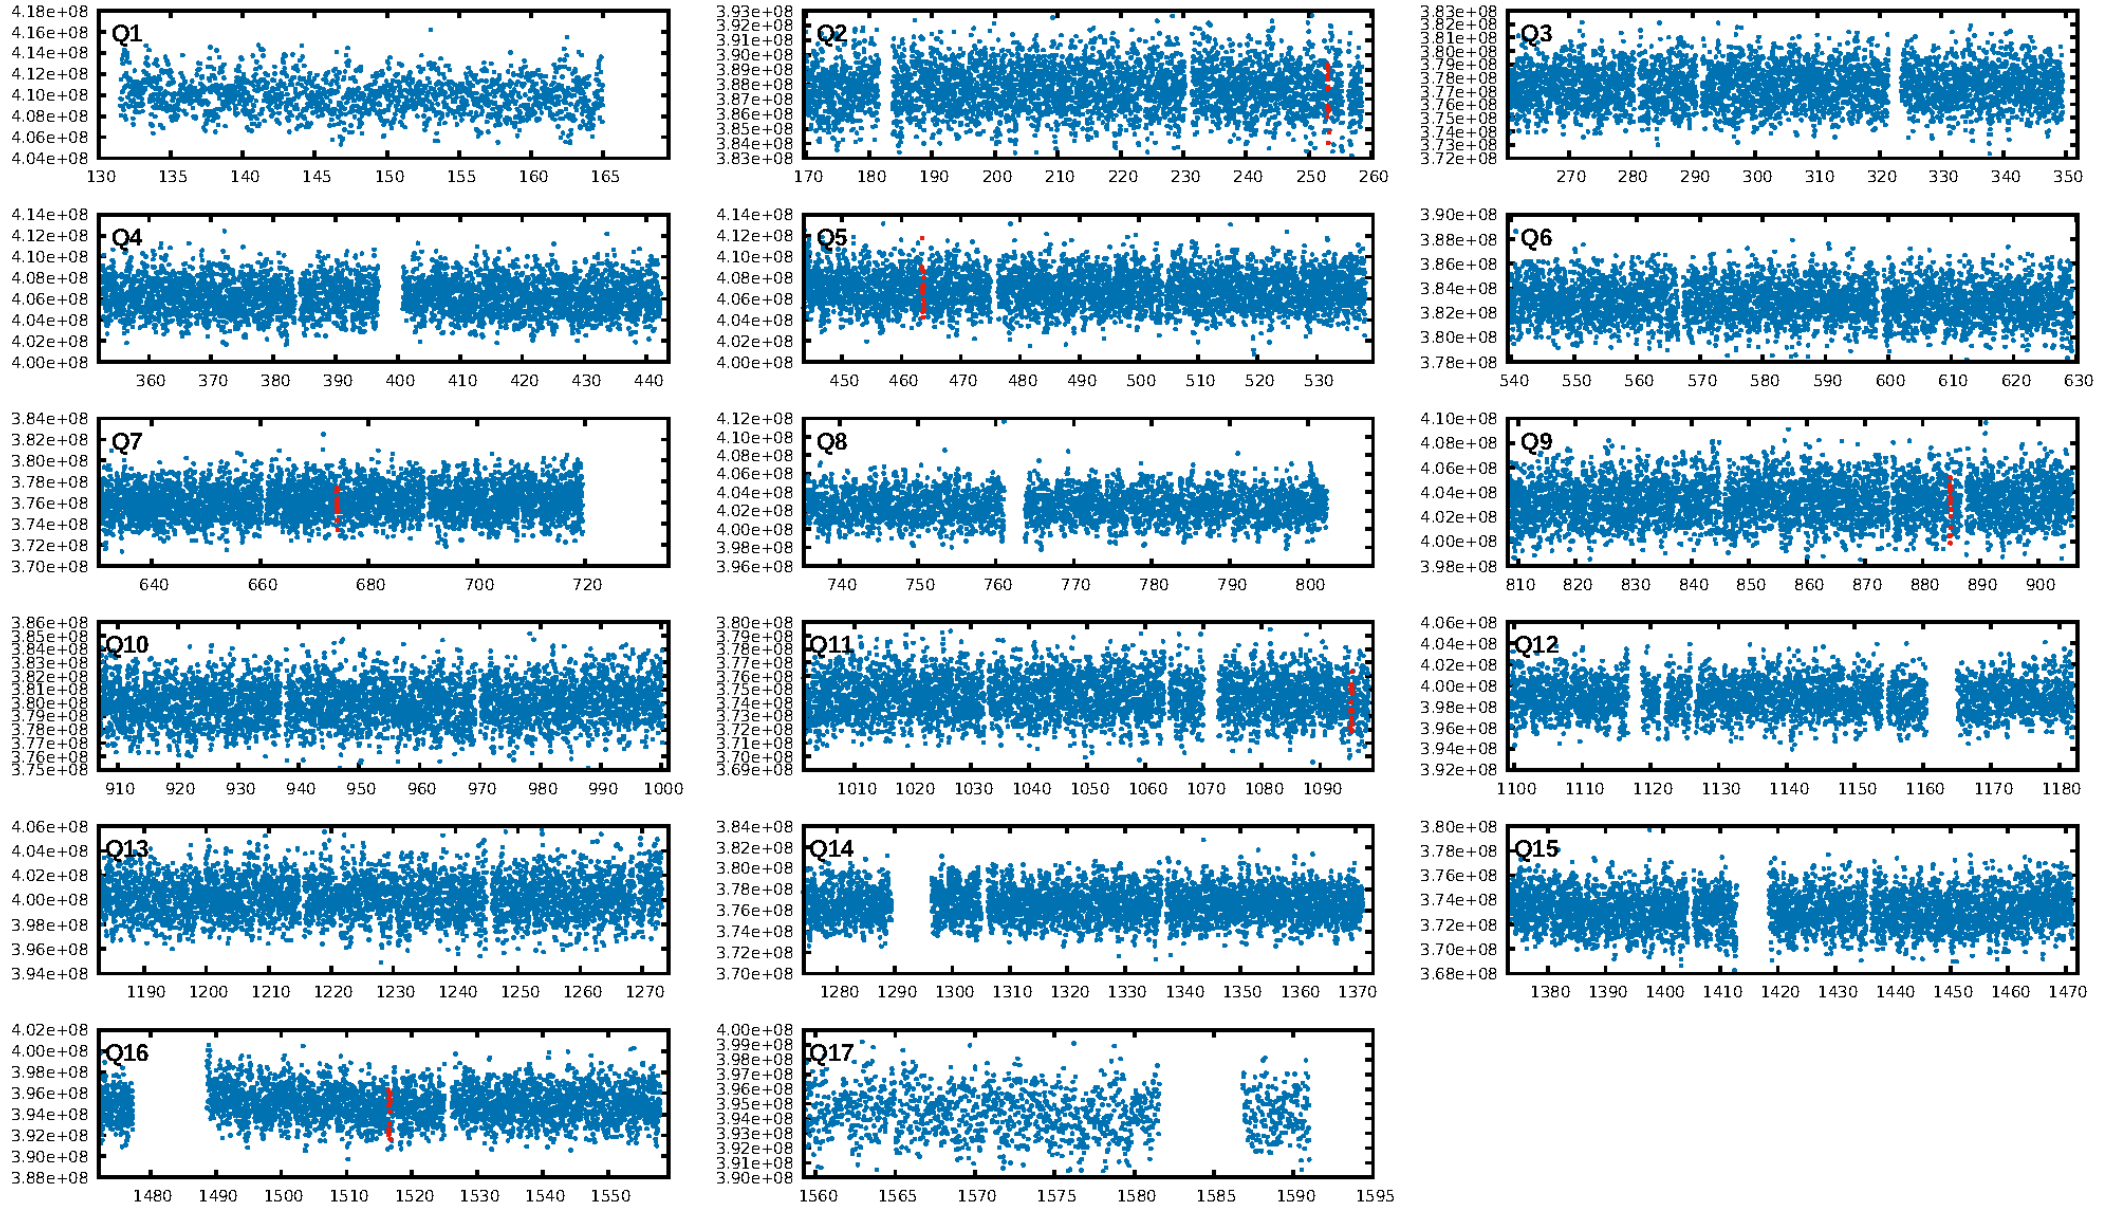 4.18e+08
4.16e+08
4.14e+08
4.12e+08
4.10e+08
4.08e+08
4.06e+08
4.04e+08
Q1
130 135 140 145 150 155 160 165
3.93e+08
3.92e+08
3.91e+08
3.90e+08
3.89e+08
3.88e+08
3.87e+08
3.86e+08
3.85e+08
3.84e+08
3.83e+08
Q2
170 180 190 200 210 220 230 240 250 260
3.83e+08
3.82e+08
3.81e+08
3.80e+08
3.79e+08
3.78e+08
3.77e+08
3.76e+08
3.75e+08
3.74e+08
3.73e+08
3.72e+08
Q3
270 280 290 300 310 320 330 340 350
4.14e+08
4.12e+08
4.10e+08
4.08e+08
4.06e+08
4.04e+08
4.02e+08
4.00e+08
Q4
360 370 380 390 400 410 420 430 440
4.14e+08
4.12e+08
4.10e+08
4.08e+08
4.06e+08
4.04e+08
4.02e+08
4.00e+08
Q5
450 460 470 480 490 500 510 520 530
3.90e+08
3.88e+08
3.86e+08
3.84e+08
3.82e+08
3.80e+08
3.78e+08
Q6
540 550 560 570 580 590 600 610 620 630
3.84e+08
3.82e+08
3.80e+08
3.78e+08
3.76e+08
3.74e+08
3.72e+08
3.70e+08
Q7
640 660 680 700 720
4.12e+08
4.10e+08
4.08e+08
4.06e+08
4.04e+08
4.02e+08
4.00e+08
3.98e+08
3.96e+08
Q8
740 750 760 770 780 790 800
4.10e+08
4.08e+08
4.06e+08
4.04e+08
4.02e+08
4.00e+08
3.98e+08
Q9
810 820 830 840 850 860 870 880 890 900
3.86e+08
3.85e+08
3.84e+08
3.83e+08
3.82e+08
3.81e+08
3.80e+08
3.79e+08
3.78e+08
3.77e+08
3.76e+08
3.75e+08
Q10
910 920 930 940 950 960 970 980 990 1000
3.80e+08
3.79e+08
3.78e+08
3.77e+08
3.76e+08
3.75e+08
3.74e+08
3.73e+08
3.72e+08
3.71e+08
3.70e+08
3.69e+08
Q11
1010 1020 1030 1040 1050 1060 1070 1080 1090
4.06e+08
4.04e+08
4.02e+08
4.00e+08
3.98e+08
3.96e+08
3.94e+08
3.92e+08
Q12
1100 1110 1120 1130 1140 1150 1160 1170 1180
4.06e+08
4.04e+08
4.02e+08
4.00e+08
3.98e+08
3.96e+08
3.94e+08
Q13
1190 1200 1210 1220 1230 1240 1250 1260 1270
3.84e+08
3.82e+08
3.80e+08
3.78e+08
3.76e+08
3.74e+08
3.72e+08
3.70e+08
Q14
1280 1290 1300 1310 1320 1330 1340 1350 1360 1370
3.80e+08
3.78e+08
3.76e+08
3.74e+08
3.72e+08
3.70e+08
3.68e+08
Q15
1380 1390 1400 1410 1420 1430 1440 1450 1460 1470
4.02e+08
4.00e+08
3.98e+08
3.96e+08
3.94e+08
3.92e+08
3.90e+08
3.88e+08
Q16
1480 1490 1500 1510 1520 1530 1540 1550
4.00e+08
3.99e+08
3.98e+08
3.97e+08
3.96e+08
3.95e+08
3.94e+08
3.93e+08
3.92e+08
3.91e+08
3.90e+08
Q17
1560 1565 1570 1575 1580 1585 1590 1595